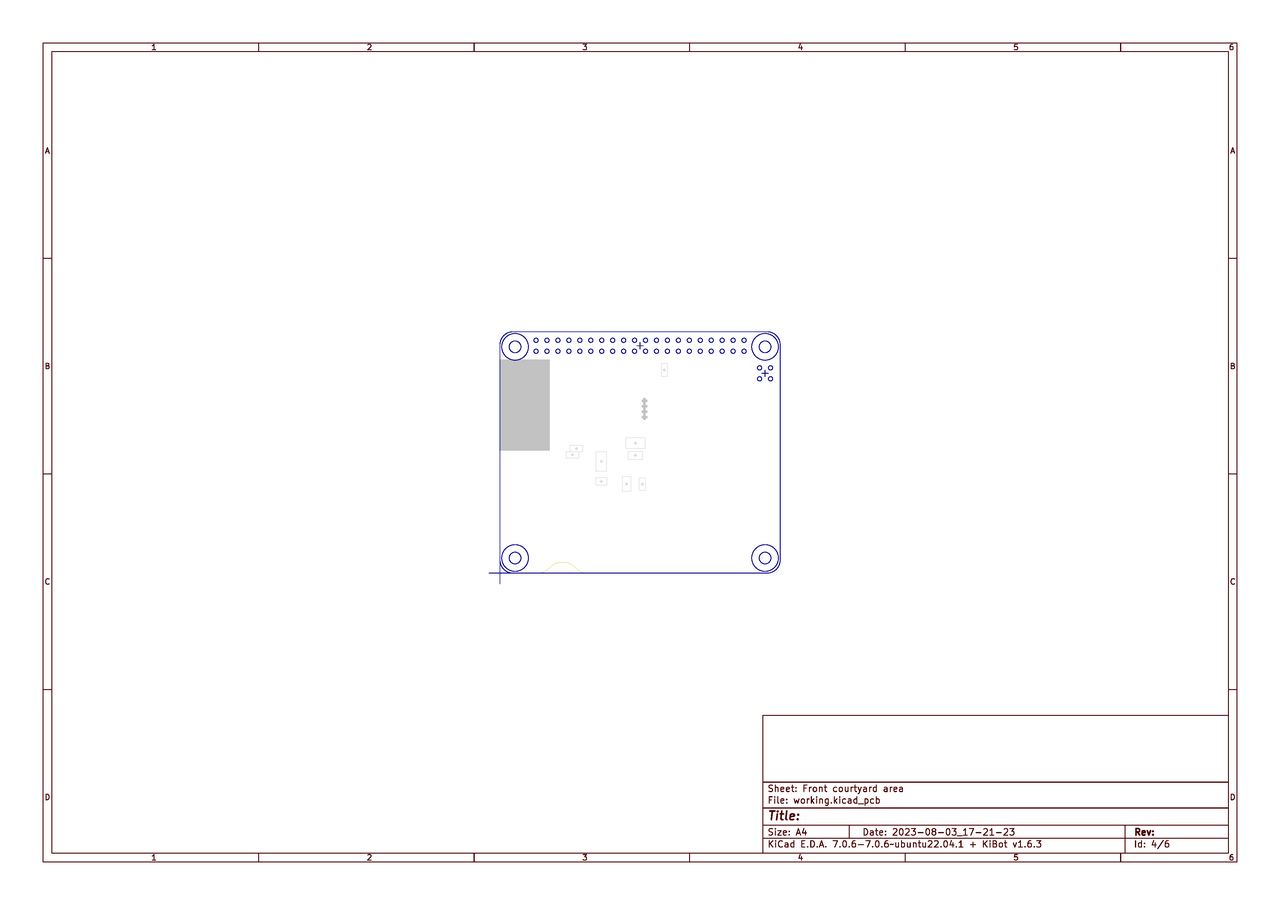 1 2 3 4 5 6
A A
B B
C C
D D
Sheet: Front courtyard area
File: working.kicad_pcb
Title:
Size: A4 Date: 2023-08-03_17-21-23 Rev:
KiCad E.D.A. 7.0.6-7.0.6~ubuntu22.04.1 + KiBot v1.6.3 Id: 4/6
1 2 3 4 5 6